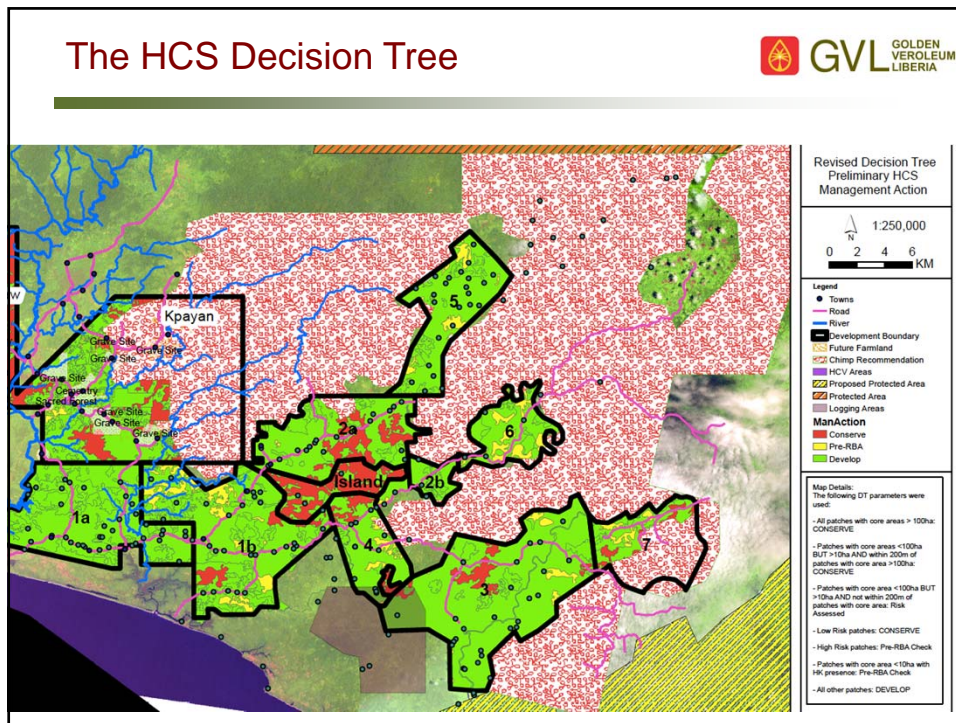 The HCS Decision Tree
GVL GOLDEN
VEROLEUM
LIBERIA
Revised Decision Tree
Preliminary HCS
Management Action
N
1:250,000
0 2 4 6
KM
Legend
Towns
Road
River
Development Boundary
Future Farmland
Chimp Recommendation
HCV Areas
Proposed Protected Area
Protected Area
Logging Areas
ManAction
Conserve
Pre-RBA
Develop
Map Details:
The following DT parameters were
used:
- All patches with core areas > 100ha:
CONSERVE
- Patches with core areas <100ha
BUT >10ha AND within 200m of
patches with core area >100ha:
CONSERVE
- Patches with core area <100ha BUT
>10ha AND not within 200m of
patches with core area: Risk
Assessed
- Low Risk patches: CONSERVE
- High Risk patches: Pre-RBA Check
- Patches with core area <10ha with
HK presence: Pre-RBA Check
- All other patches: DEVELOP
W
Kpayan
Grave Site
Grave Site
Grave Site
Grave Site
Cemetry
Sacred Forest
Grave Site
Grave Site
Grave Site
5
2a
6
Island
2b
1a
1b
4
3
7